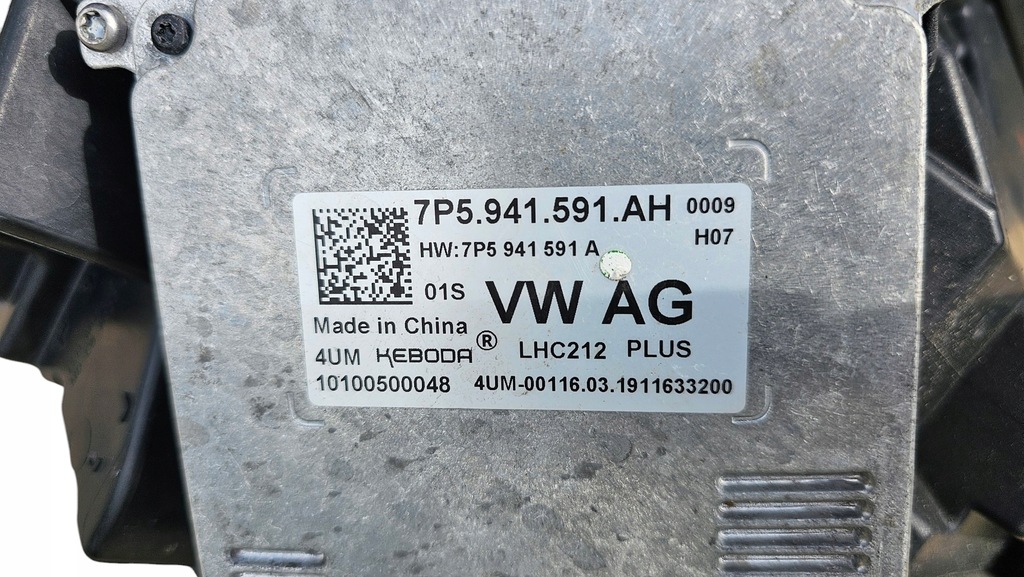 7P5.941.591.AH 0009
HW:7P5 941 591 A H07
01S VW AG
Made in China
4UM KEBODA® LHC212 PLUS
10100500048 4UM-00116.03.1911633200